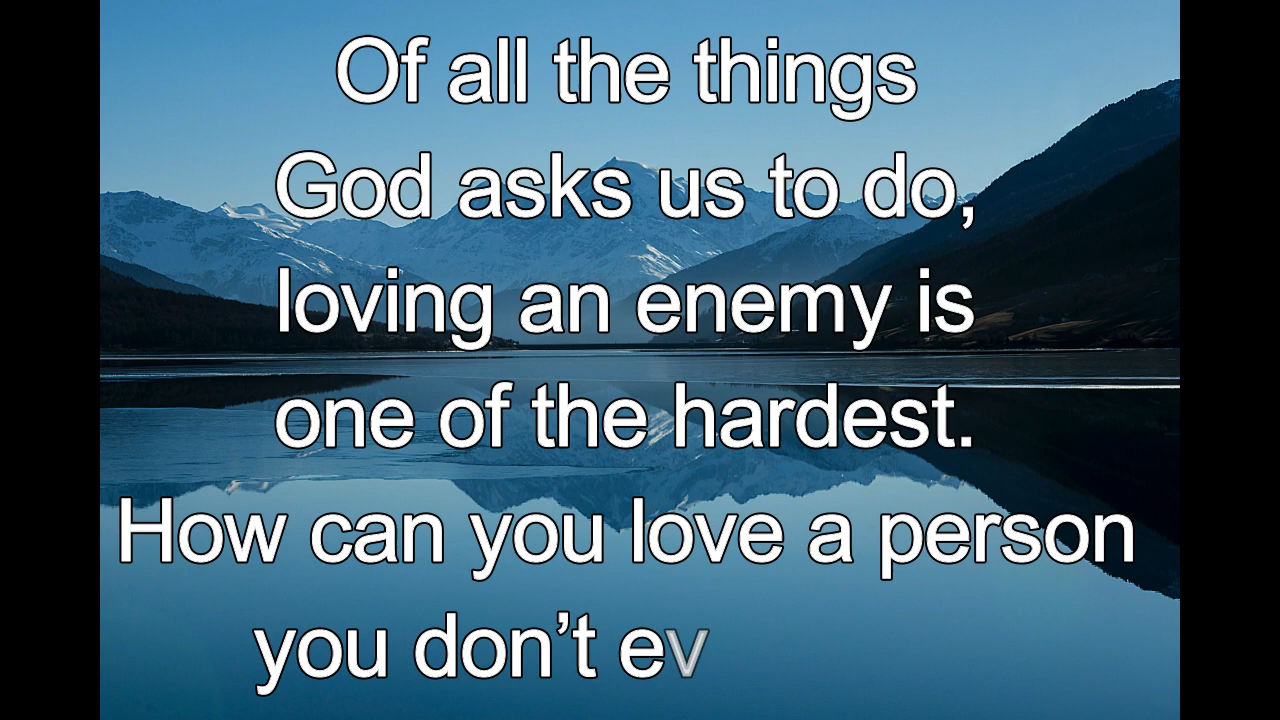 Of all the things
God asks us to do,
loving an enemy is
one of the hardest.
How can you love a person
you don’t ev